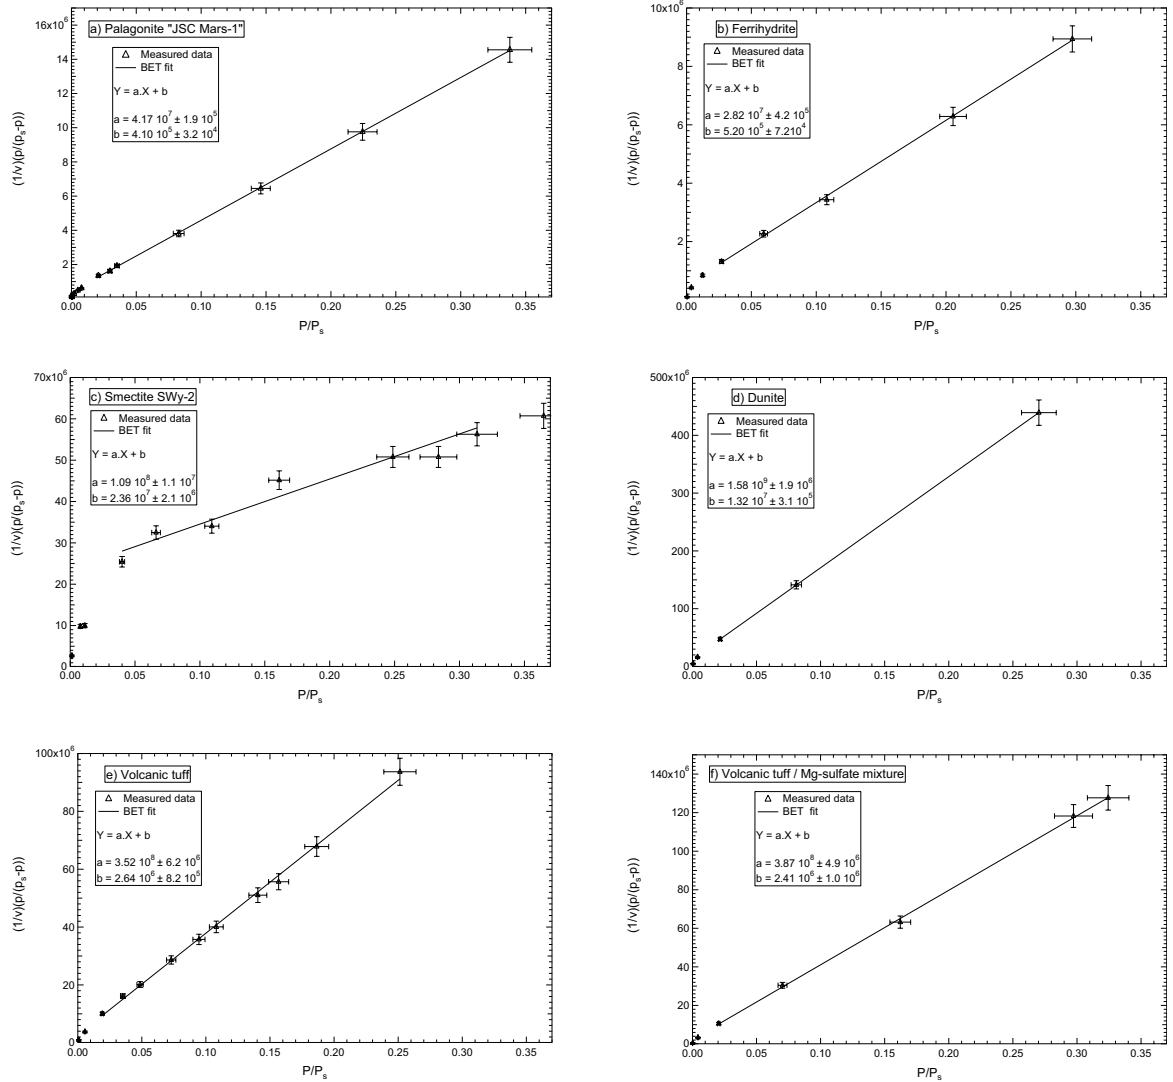 16x10⁶
14
12
10
8
6
4
2
(1/v)(p/(pₛ-p))
a) Palagonite "JSC Mars-1"
Measured data
BET fit
Y = a.X + b
a = 4.17 10⁷ ± 1.9 10⁵
b = 4.10 10⁵ ± 3.2 10⁴
0.00 0.05 0.10 0.15 0.20 0.25 0.30 0.35
P/Pₛ
10x10⁶
8
6
4
2
(1/v)(p/(pₛ-p))
b) Ferrihydrite
Measured data
BET fit
Y = a.X + b
a = 2.82 10⁷ ± 4.2 10⁵
b = 5.20 10⁵ ± 7.210⁴
0.00 0.05 0.10 0.15 0.20 0.25 0.30 0.35
P/Pₛ
70x10⁶
60
50
40
30
20
10
0
(1/v)(p/(pₛ-p))
c) Smectite SWy-2
Measured data
BET fit
Y = a.X + b
a = 1.09 10⁸ ± 1.1 10⁷
b = 2.36 10⁷ ± 2.1 10⁶
0.00 0.05 0.10 0.15 0.20 0.25 0.30 0.35
P/Pₛ
500x10⁶
400
300
200
100
0
(1/v)(p/(pₛ-p))
d) Dunite
Measured data
BET fit
Y = a.X + b
a = 1.58 10⁹ ± 1.9 10⁶
b = 1.32 10⁷ ± 3.1 10⁵
0.00 0.05 0.10 0.15 0.20 0.25 0.30 0.35
P/Pₛ
100x10⁶
80
60
40
20
0
(1/v)(p/(pₛ-p))
e) Volcanic tuff
Measured data
BET fit
Y = a.X + b
a = 3.52 10⁸ ± 6.2 10⁶
b = 2.64 10⁶ ± 8.2 10⁵
0.00 0.05 0.10 0.15 0.20 0.25 0.30 0.35
P/Pₛ
140x10⁶
120
100
80
60
40
20
0
(1/v)(p/(pₛ-p))
f) Volcanic tuff / Mg-sulfate mixture
Measured data
BET fit
Y = a.X + b
a = 3.87 10⁸ ± 4.9 10⁶
b = 2.41 10⁶ ± 1.0 10⁶
0.00 0.05 0.10 0.15 0.20 0.25 0.30 0.35
P/Pₛ